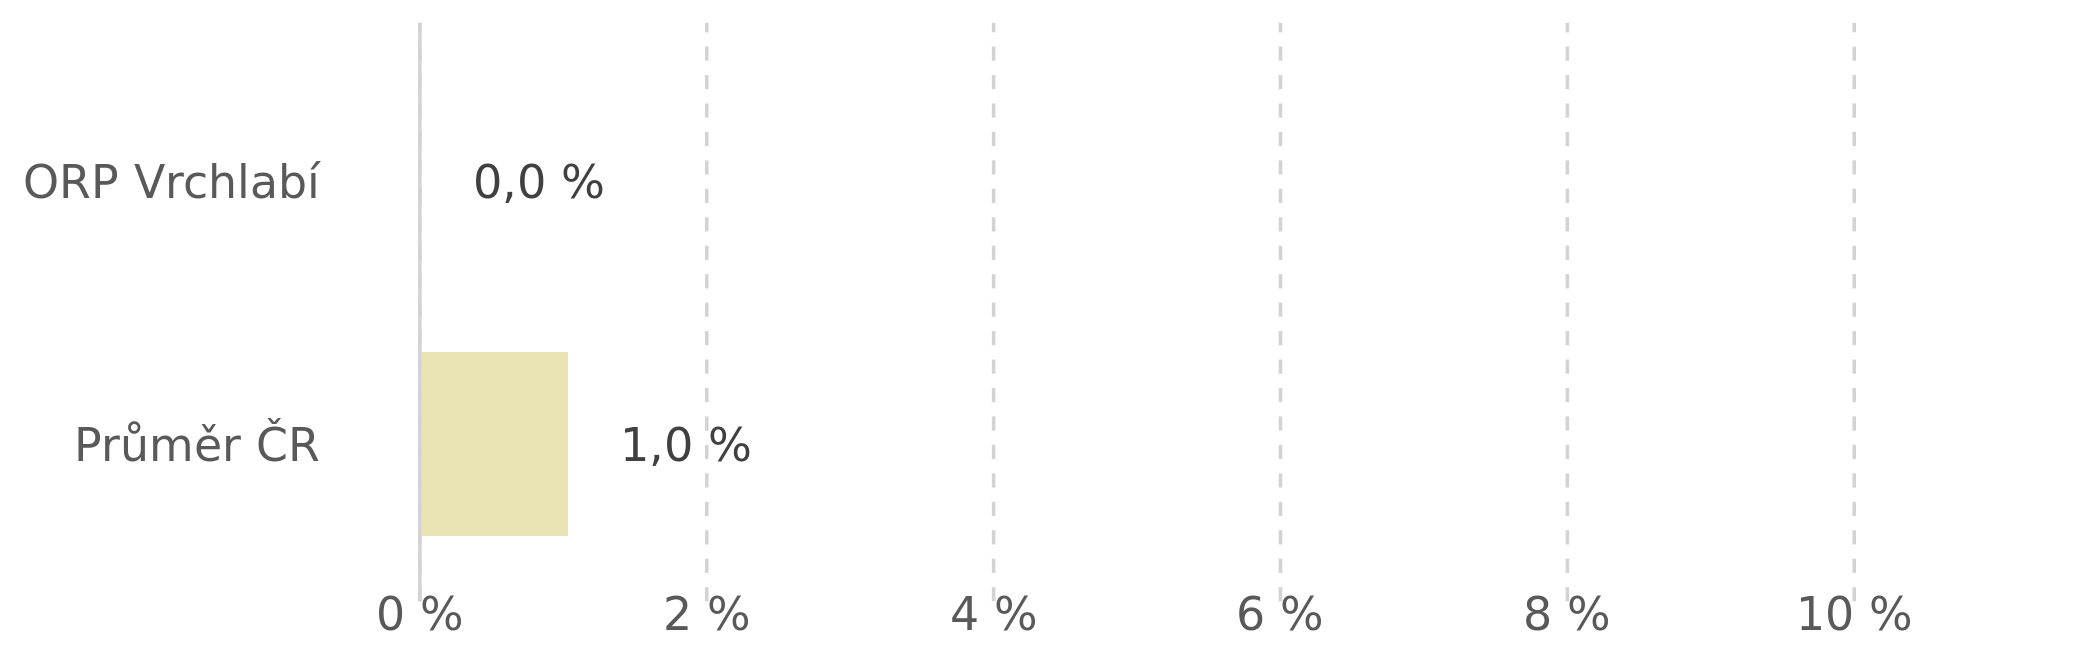 ORP Vrchlabí 0,0 %
Průměr ČR 1,0 %
0 % 2 % 4 % 6 % 8 % 10 %